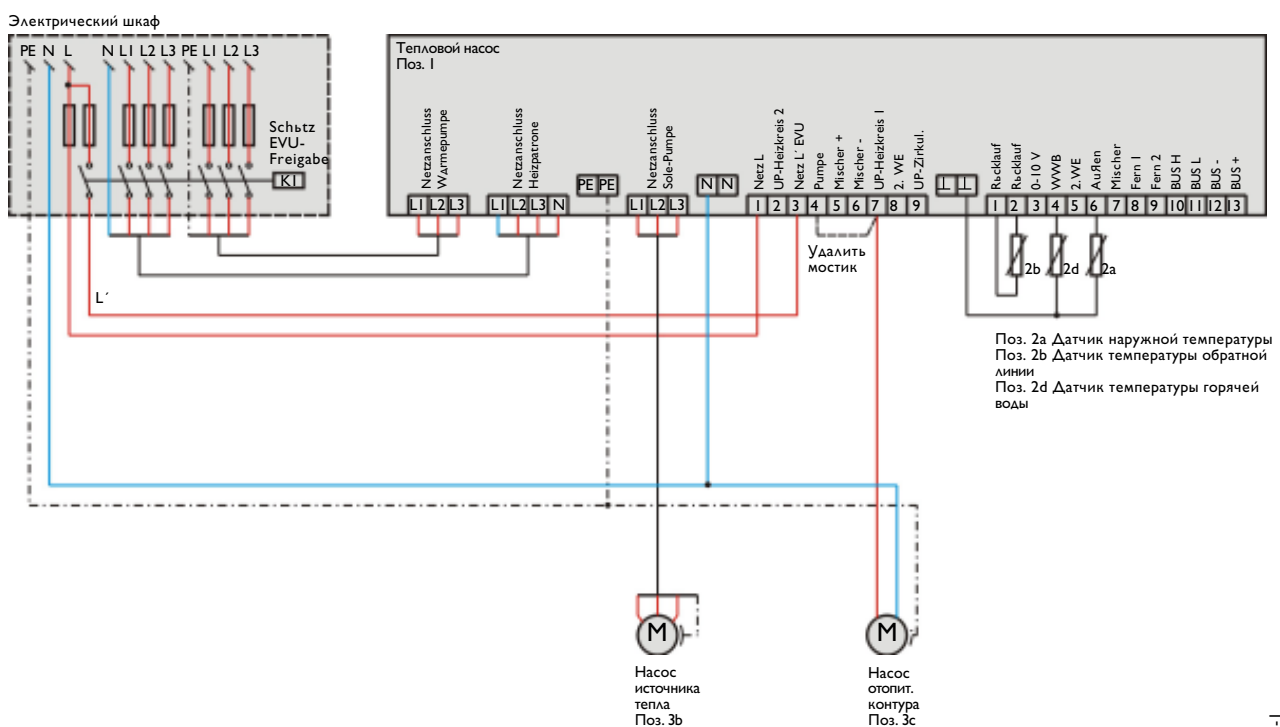 Электрический шкаф
PE N L N L1 L2 L3 PE L1 L2 L3
Schьtz
EVU-
Freigabe
K1
L´
Тепловой насос
Поз. 1
Netzanschluss
Wдrmepumpe
L1 L2 L3
Netzanschluss
Heizpatrone
L1 L2 L3 N
PE PE
Netzanschluss
Sole-Pumpe
L1 L2 L3
N N
Netz L
UP-Heizkreis 2
Netz L´ EVU
Pumpe
Mischer +
Mischer -
UP-Heizkreis 1
2. WE
UP-Zirkul.
1 2 3 4 5 6 7 8 9
Удалить
мостик
Rьcklauf
Rьcklauf
0-10 V
WWB
2.WE
AuЯen
Mischer
Fern 1
Fern 2
BUS H
BUS L
BUS -
BUS +
1 2 3 4 5 6 7 8 9 10 11 12 13
2b 2d 2a
Поз. 2a Датчик наружной температуры
Поз. 2b Датчик температуры обратной
линии
Поз. 2d Датчик температуры горячей
воды
M
Насос
источника
тепла
Поз. 3b
M
Насос
отопит.
контура
Поз. 3c